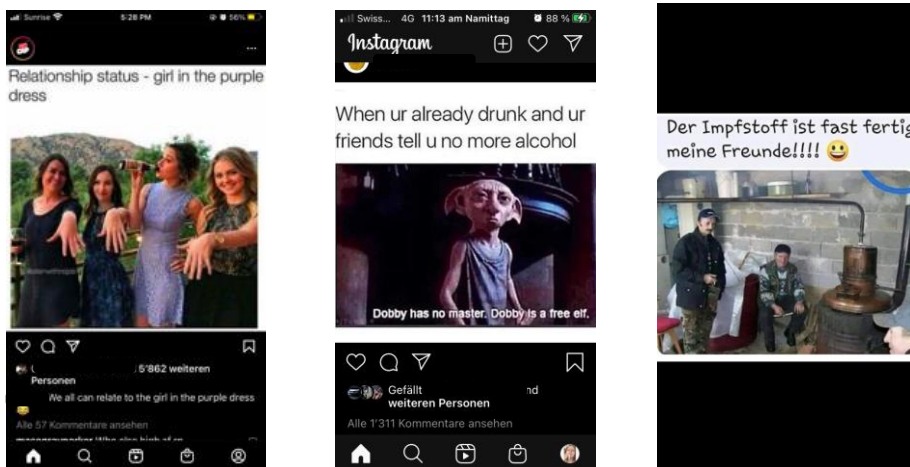 Sunrise
5:28 PM
56%
Relationship status - girl in the purple
dress
5'862 weiteren
Personen
We all can relate to the girl in the purple dress
Alle 57 Kommentare ansehen
Swiss... 4G 11:13 am Namittag 88 %
Instagram
When ur already drunk and ur
friends tell u no more alcohol
Dobby has no master. Dobby is a free elf.
Gefällt nd
weiteren Personen
Alle 1'311 Kommentare ansehen
Der Impfstoff ist fast fertig
meine Freunde!!!! 😀